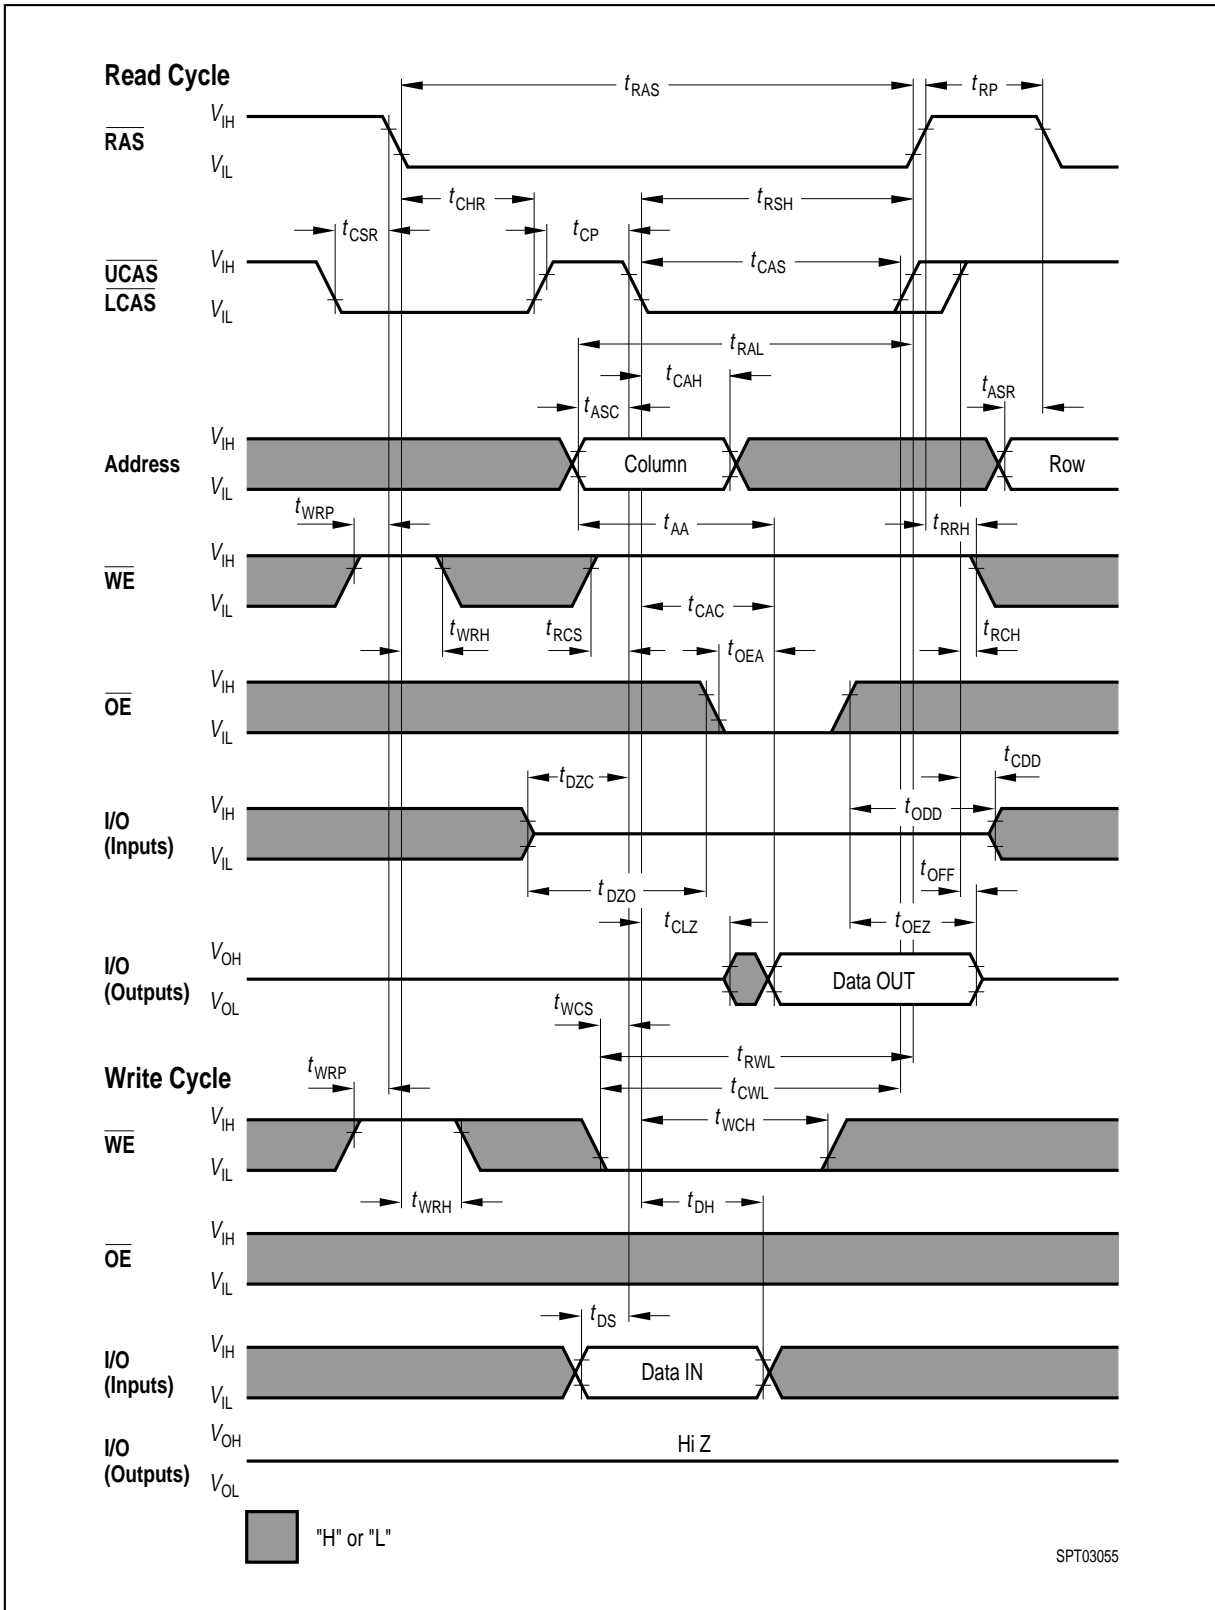 Read Cycle
tRAS
tRP
RAS
VIH
VIL
tCHR
tRSH
tCSR
tCP
UCAS
LCAS
VIH
VIL
tCAS
tRAL
tCAH
tASR
tASC
Address
VIH
VIL
Column
Row
tWRP
tAA
tRRH
WE
VIH
VIL
tCAC
tWRH
tRCS
tRCH
tOEA
OE
VIH
VIL
tCDD
tDZC
I/O
(Inputs)
VIH
VIL
tODD
tOFF
tDZO
tCLZ
tOEZ
I/O
(Outputs)
VOH
VOL
Data OUT
tWCS
tRWL
Write Cycle
tWRP
tCWL
WE
VIH
VIL
tWCH
tWRH
tDH
OE
VIH
VIL
tDS
I/O
(Inputs)
VIH
VIL
Data IN
I/O
(Outputs)
VOH
VOL
Hi Z
"H" or "L"
SPT03055